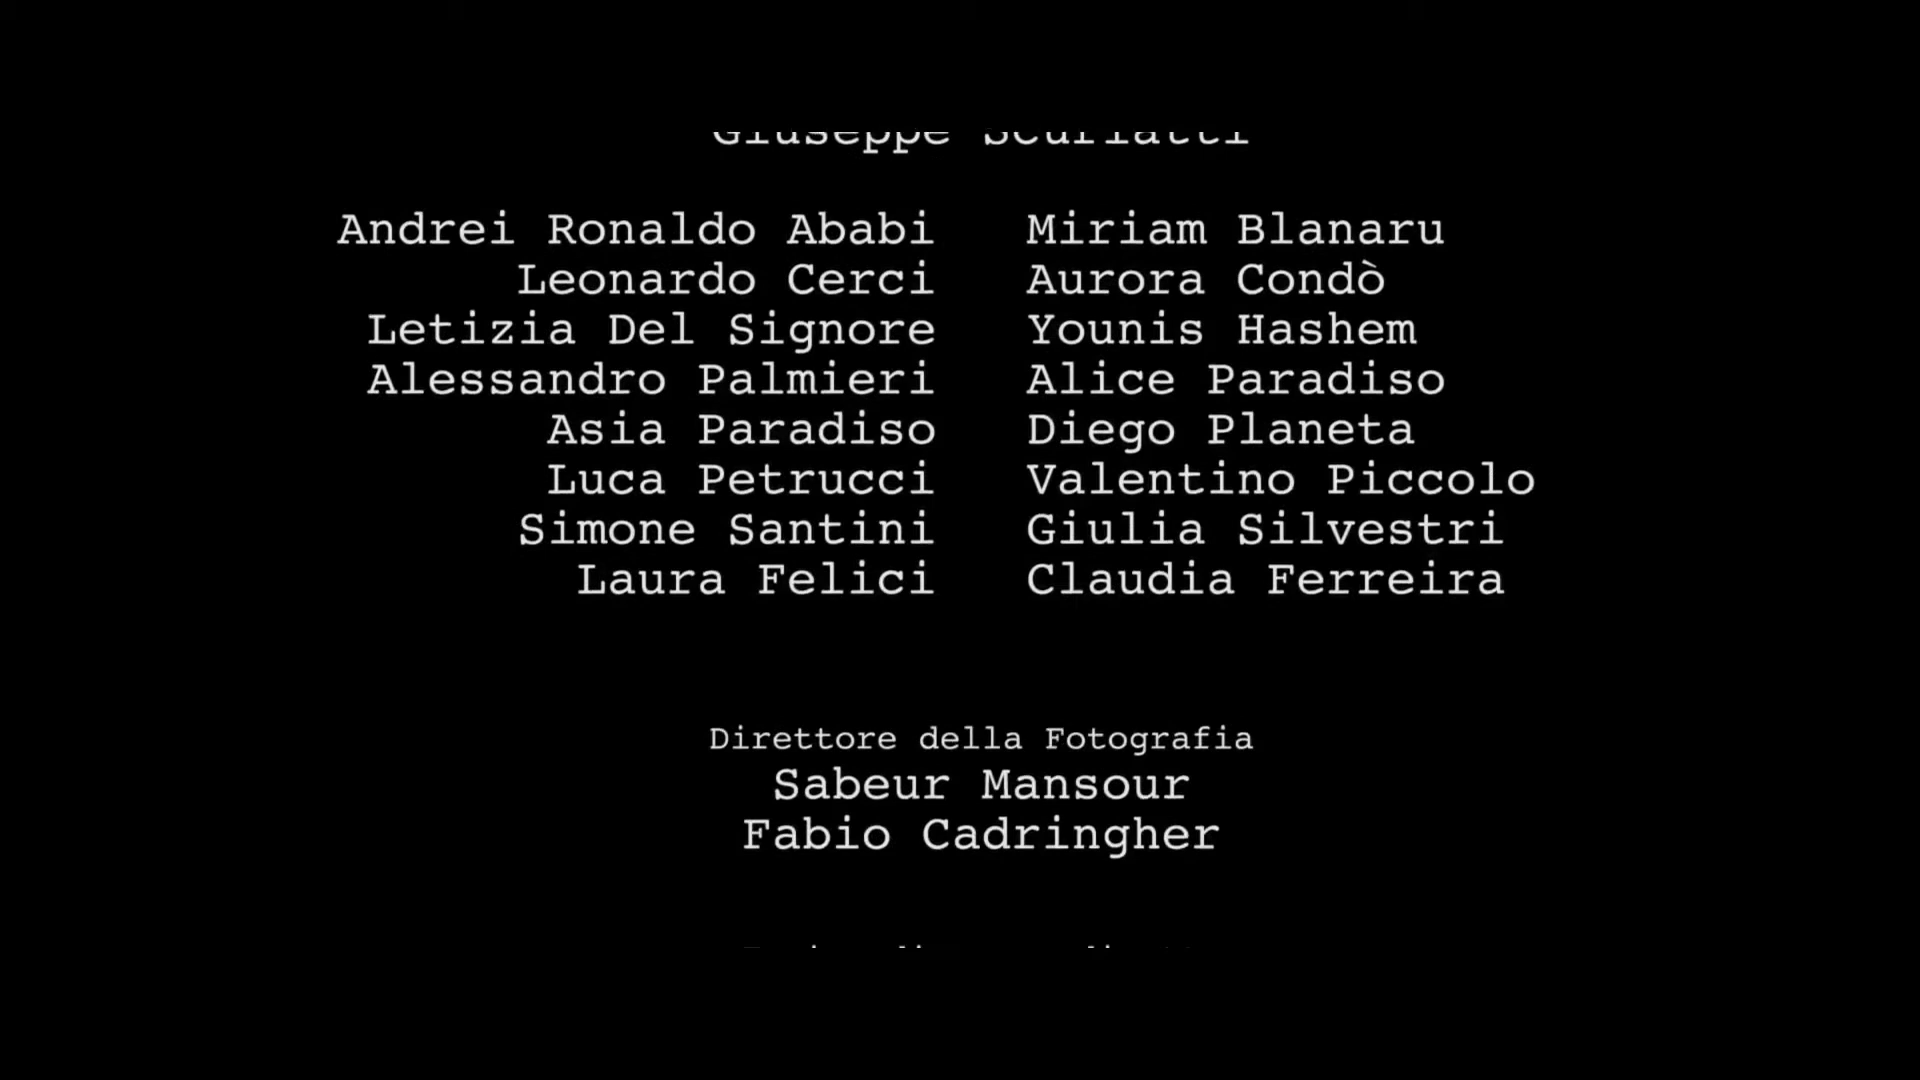 Giuseppe
Andrei Ronaldo Ababi Miriam Blanaru
Leonardo Cerci Aurora Condò
Letizia Del Signore Younis Hashem
Alessandro Palmieri Alice Paradiso
Asia Paradiso Diego Planeta
Luca Petrucci Valentino Piccolo
Simone Santini Giulia Silvestri
Laura Felici Claudia Ferreira
Direttore della Fotografia
Sabeur Mansour
Fabio Cadringher